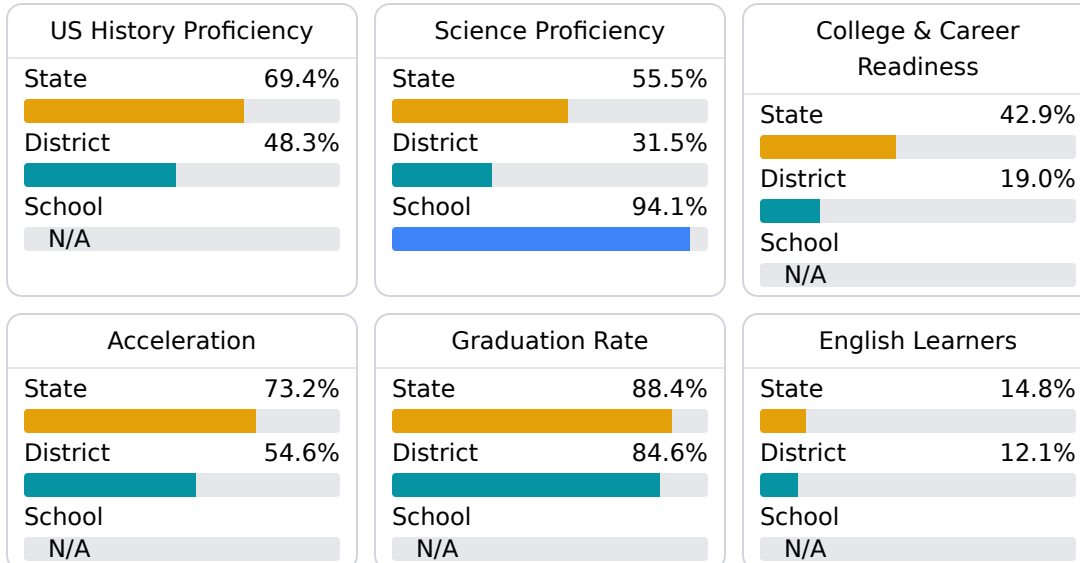 US History Proficiency
State 69.4%
District 48.3%
School
N/A
Science Proficiency
State 55.5%
District 31.5%
School 94.1%
College & Career
Readiness
State 42.9%
District 19.0%
School
N/A
Acceleration
State 73.2%
District 54.6%
School
N/A
Graduation Rate
State 88.4%
District 84.6%
School
N/A
English Learners
State 14.8%
District 12.1%
School
N/A